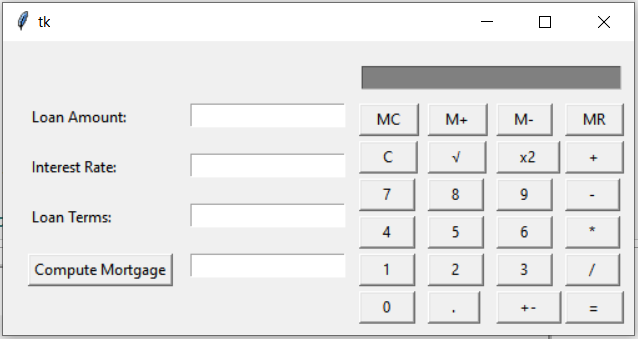 tk
Loan Amount:
Interest Rate:
Loan Terms:
Compute Mortgage
MC M+ M- MR
C √ x2 +
7 8 9 -
4 5 6 *
1 2 3 /
0 . +- =